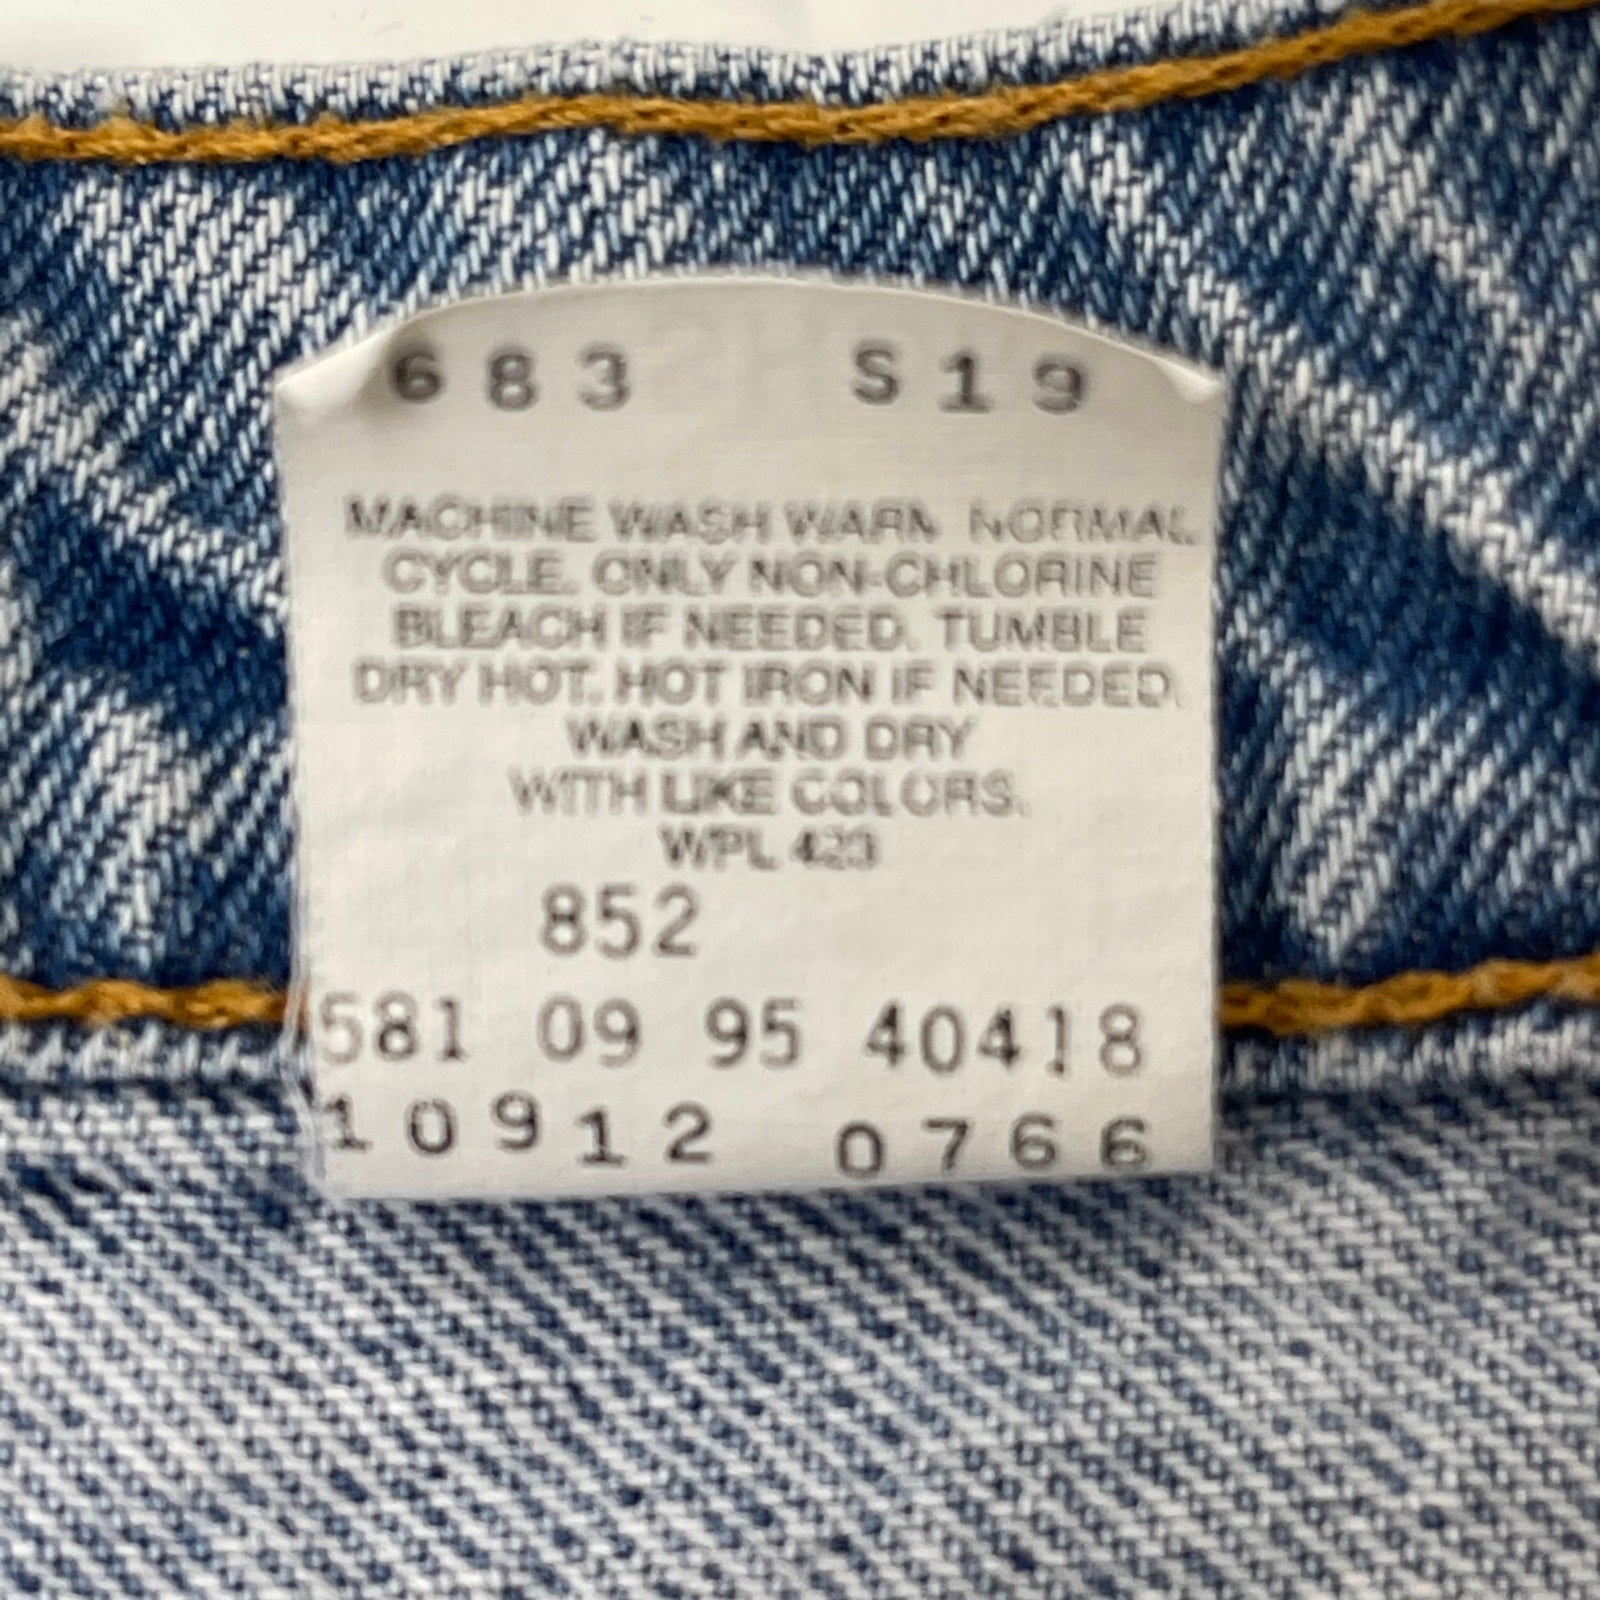 683 S19
MACHINE WASH WARM NORMAL
CYCLE. ONLY NON-CHLORINE
BLEACH IF NEEDED. TUMBLE
DRY HOT. HOT IRON IF NEEDED.
WASH AND DRY
WITH LIKE COLORS.
WPL 423
852
581 09 95 40418
10912 0766